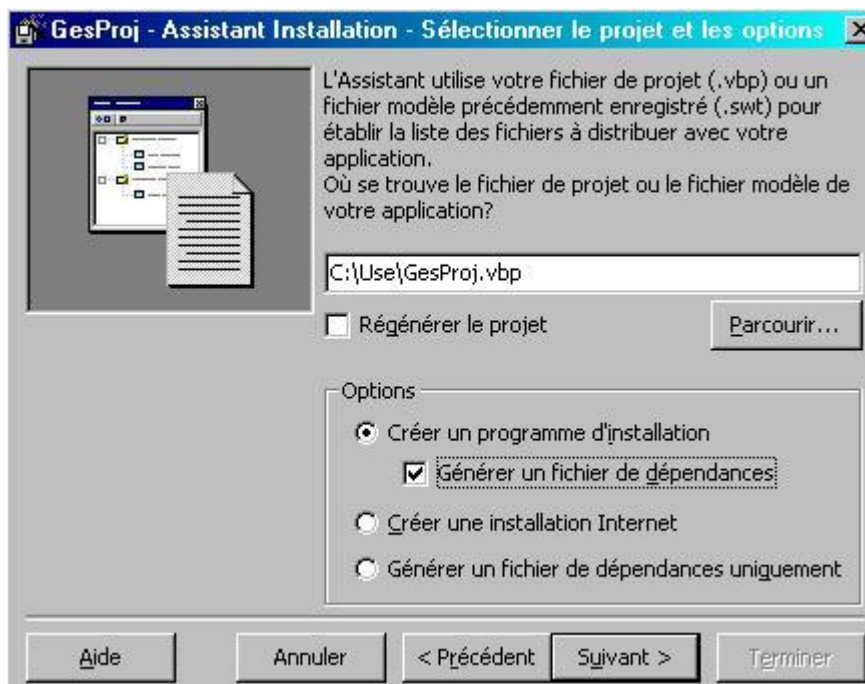 GesProj - Assistant Installation - Sélectionner le projet et les options
L'Assistant utilise votre fichier de projet (.vbp) ou un
fichier modèle précédemment enregistré (.swt) pour
établir la liste des fichiers à distribuer avec votre
application.
Où se trouve le fichier de projet ou le fichier modèle de
votre application?
C:\Use\GesProj.vbp
Régénérer le projet
Parcourir...
Options
Créer un programme d'installation
Générer un fichier de dépendances
Créer une installation Internet
Générer un fichier de dépendances uniquement
Aide
Annuler
< Précédent
Suivant >
Terminer